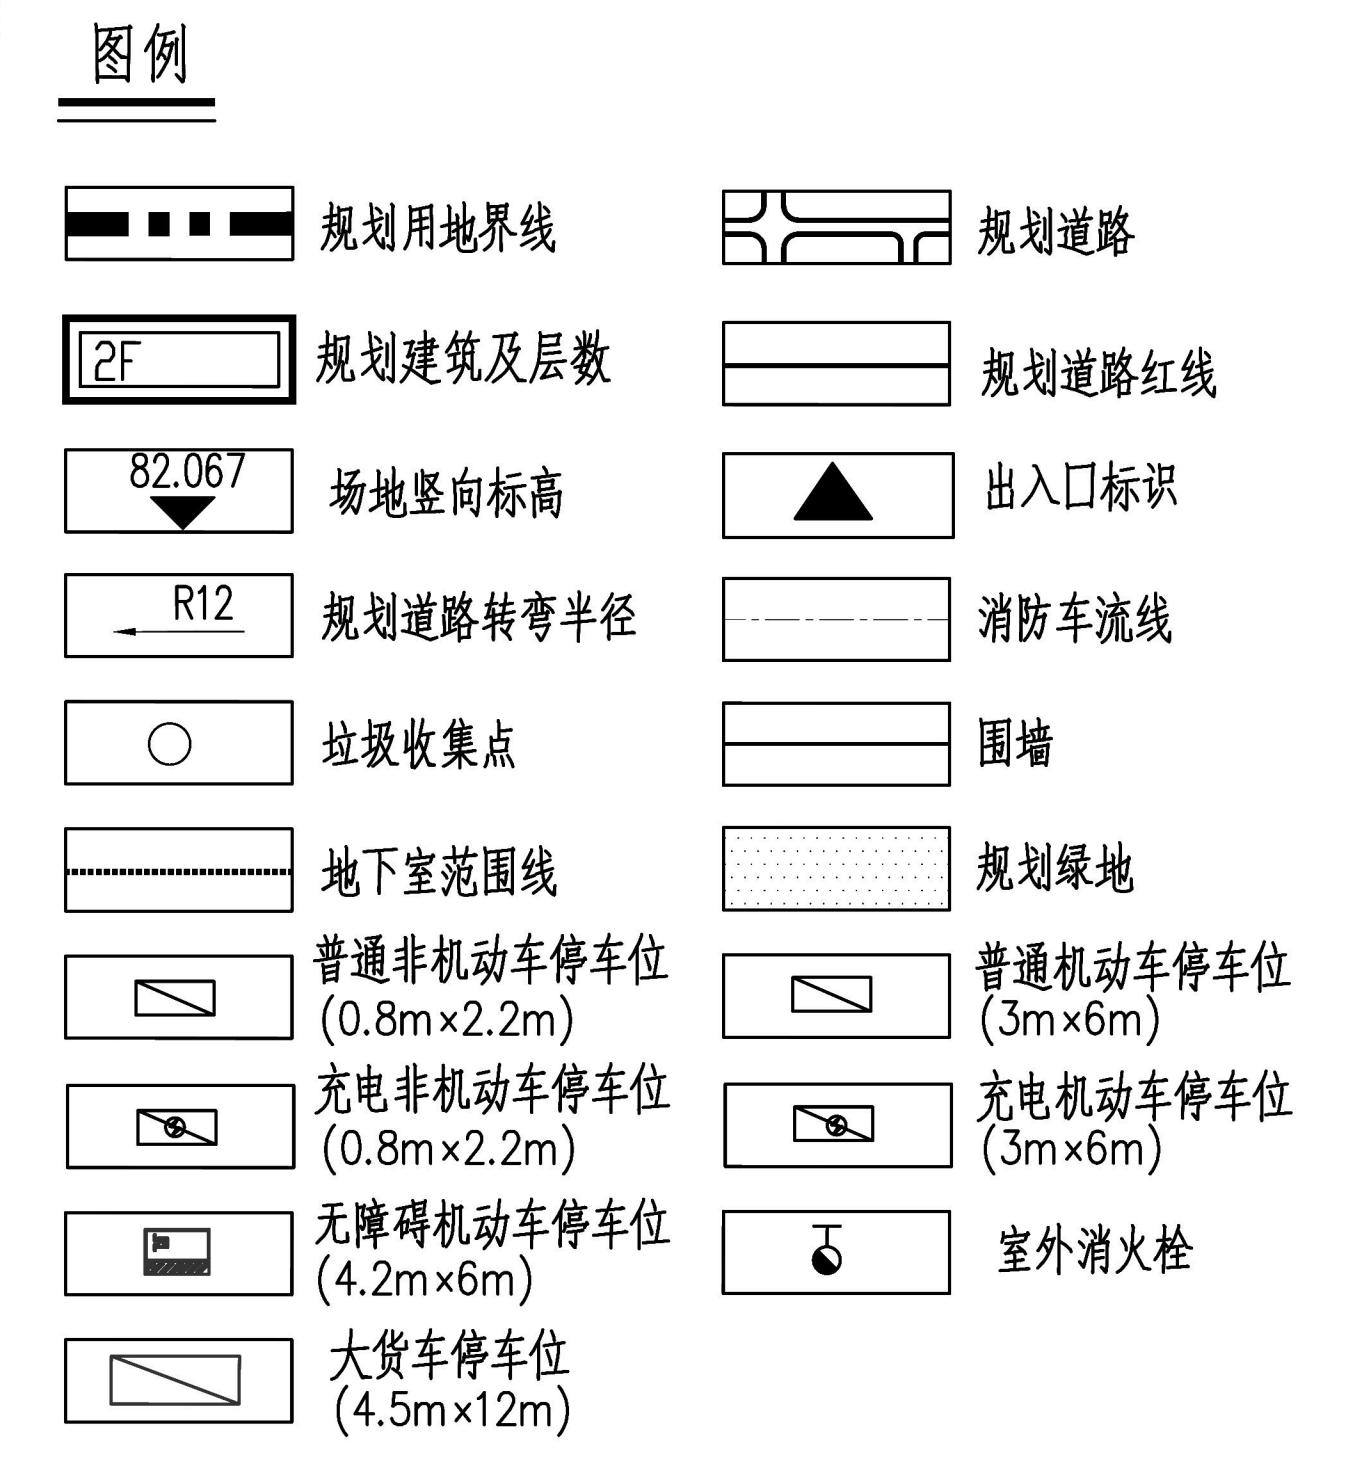 图例
规划用地界线
规划道路
2F
规划建筑及层数
规划道路红线
82.067
场地竖向标高
出入口标识
R12
规划道路转弯半径
消防车流线
垃圾收集点
围墙
地下室范围线
规划绿地
普通非机动车停车位
(0.8m×2.2m)
普通机动车停车位
(3m×6m)
充电非机动车停车位
(0.8m×2.2m)
充电机动车停车位
(3m×6m)
无障碍机动车停车位
(4.2m×6m)
室外消火栓
大货车停车位
(4.5m×12m)